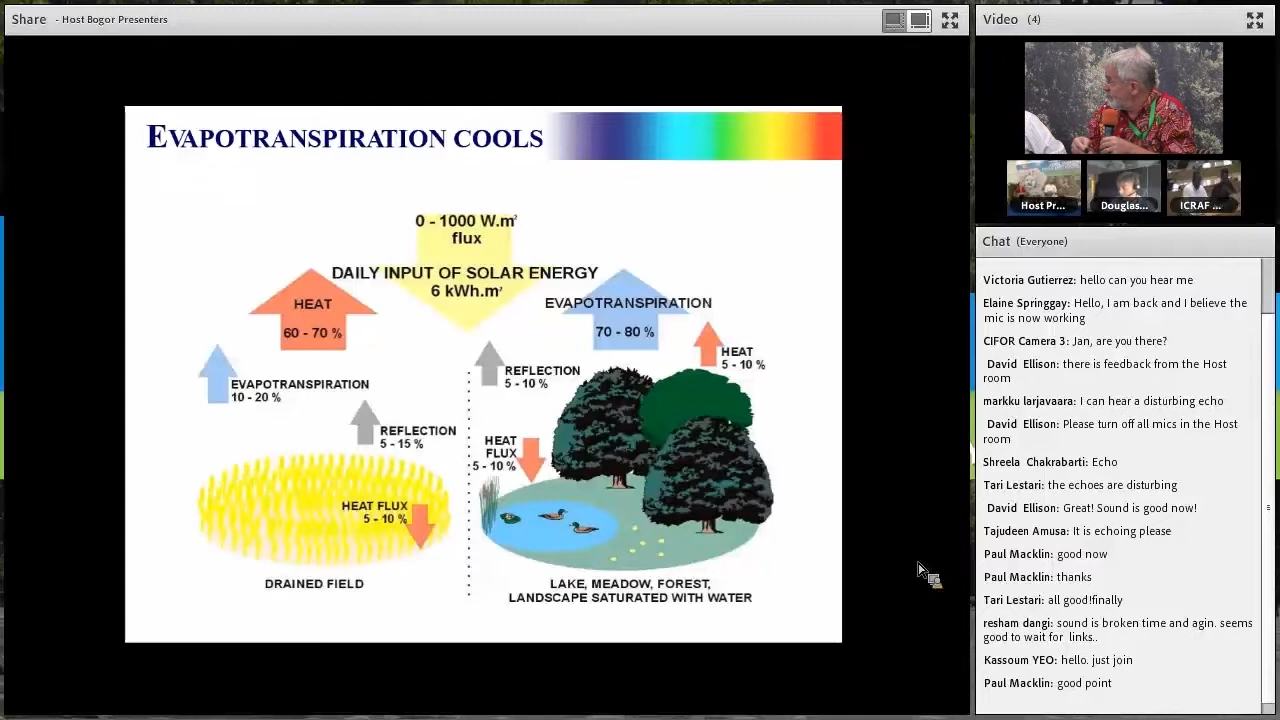 Share - Host Bogor Presenters
EVAPOTRANSPIRATION COOLS
0 - 1000 W.m²
flux
DAILY INPUT OF SOLAR ENERGY
6 kWh.m²
HEAT
60 - 70 %
EVAPOTRANSPIRATION
70 - 80 %
EVAPOTRANSPIRATION
10 - 20 %
REFLECTION
5 - 15 %
REFLECTION
5 - 10 %
HEAT
5 - 10 %
HEAT
FLUX
5 - 10 %
HEAT FLUX
5 - 10 %
DRAINED FIELD
LAKE, MEADOW, FOREST,
LANDSCAPE SATURATED WITH WATER
Video (4)
Host Pr...
Douglas...
ICRAF ...
Chat (Everyone)
Victoria Gutierrez: hello can you hear me
Elaine Springgay: Hello, I am back and I believe the
mic is now working
CIFOR Camera 3: Jan, are you there?
David Ellison: there is feedback from the Host
room
markku larjavaara: I can hear a disturbing echo
David Ellison: Please turn off all mics in the Host
room
Shreela Chakrabarti: Echo
Tari Lestari: the echoes are disturbing
David Ellison: Great! Sound is good now!
Tajudeen Amusa: It is echoing please
Paul Macklin: good now
Paul Macklin: thanks
Tari Lestari: all good!finally
resham dangi: sound is broken time and agin. seems
good to wait for links..
Kassoum YEO: hello. just join
Paul Macklin: good point